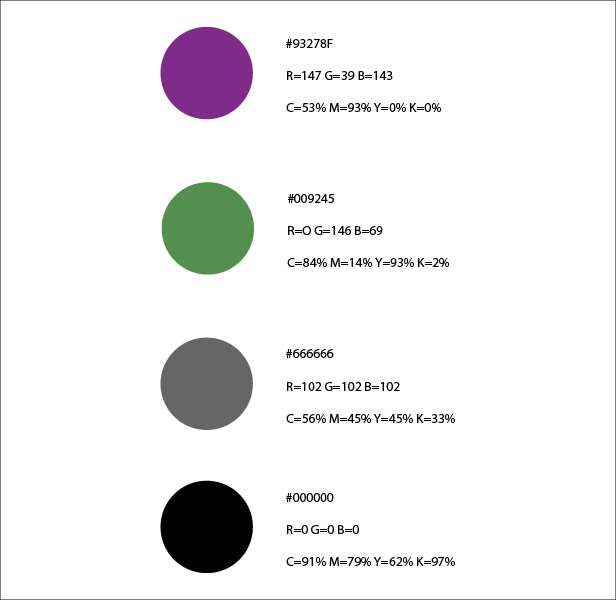 #93278F
R=147 G=39 B=143
C=53% M=93% Y=0% K=0%
#009245
R=O G=146 B=69
C=84% M=14% Y=93% K=2%
#666666
R=102 G=102 B=102
C=56% M=45% Y=45% K=33%
#000000
R=0 G=0 B=0
C=91% M=79% Y=62% K=97%